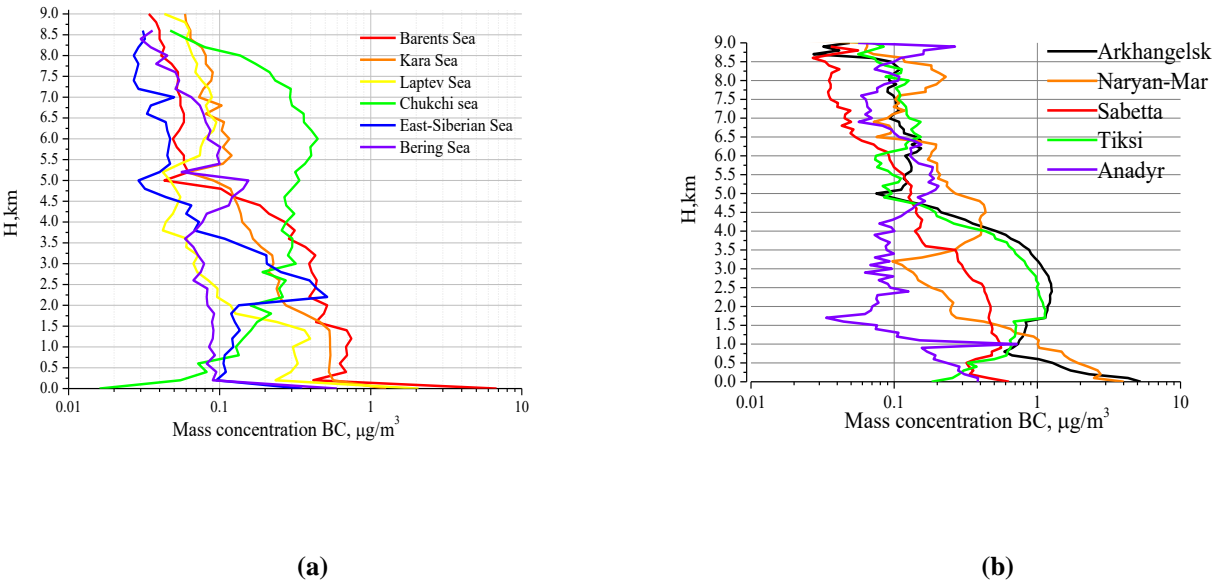 9.0
8.5
8.0
7.5
7.0
6.5
6.0
5.5
5.0
4.5
4.0
3.5
3.0
2.5
2.0
1.5
1.0
0.5
0.0
H,km
0.01
0.1
1
10
Mass concentration BC, μg/m³
Barents Sea
Kara Sea
Laptev Sea
Chukchi sea
East-Siberian Sea
Bering Sea
(a)
9.0
8.5
8.0
7.5
7.0
6.5
6.0
5.5
5.0
4.5
4.0
3.5
3.0
2.5
2.0
1.5
1.0
0.5
0.0
H,km
0.01
0.1
1
10
Mass concentration BC, μg/m³
Arkhangelsk
Naryan-Mar
Sabetta
Tiksi
Anadyr
(b)